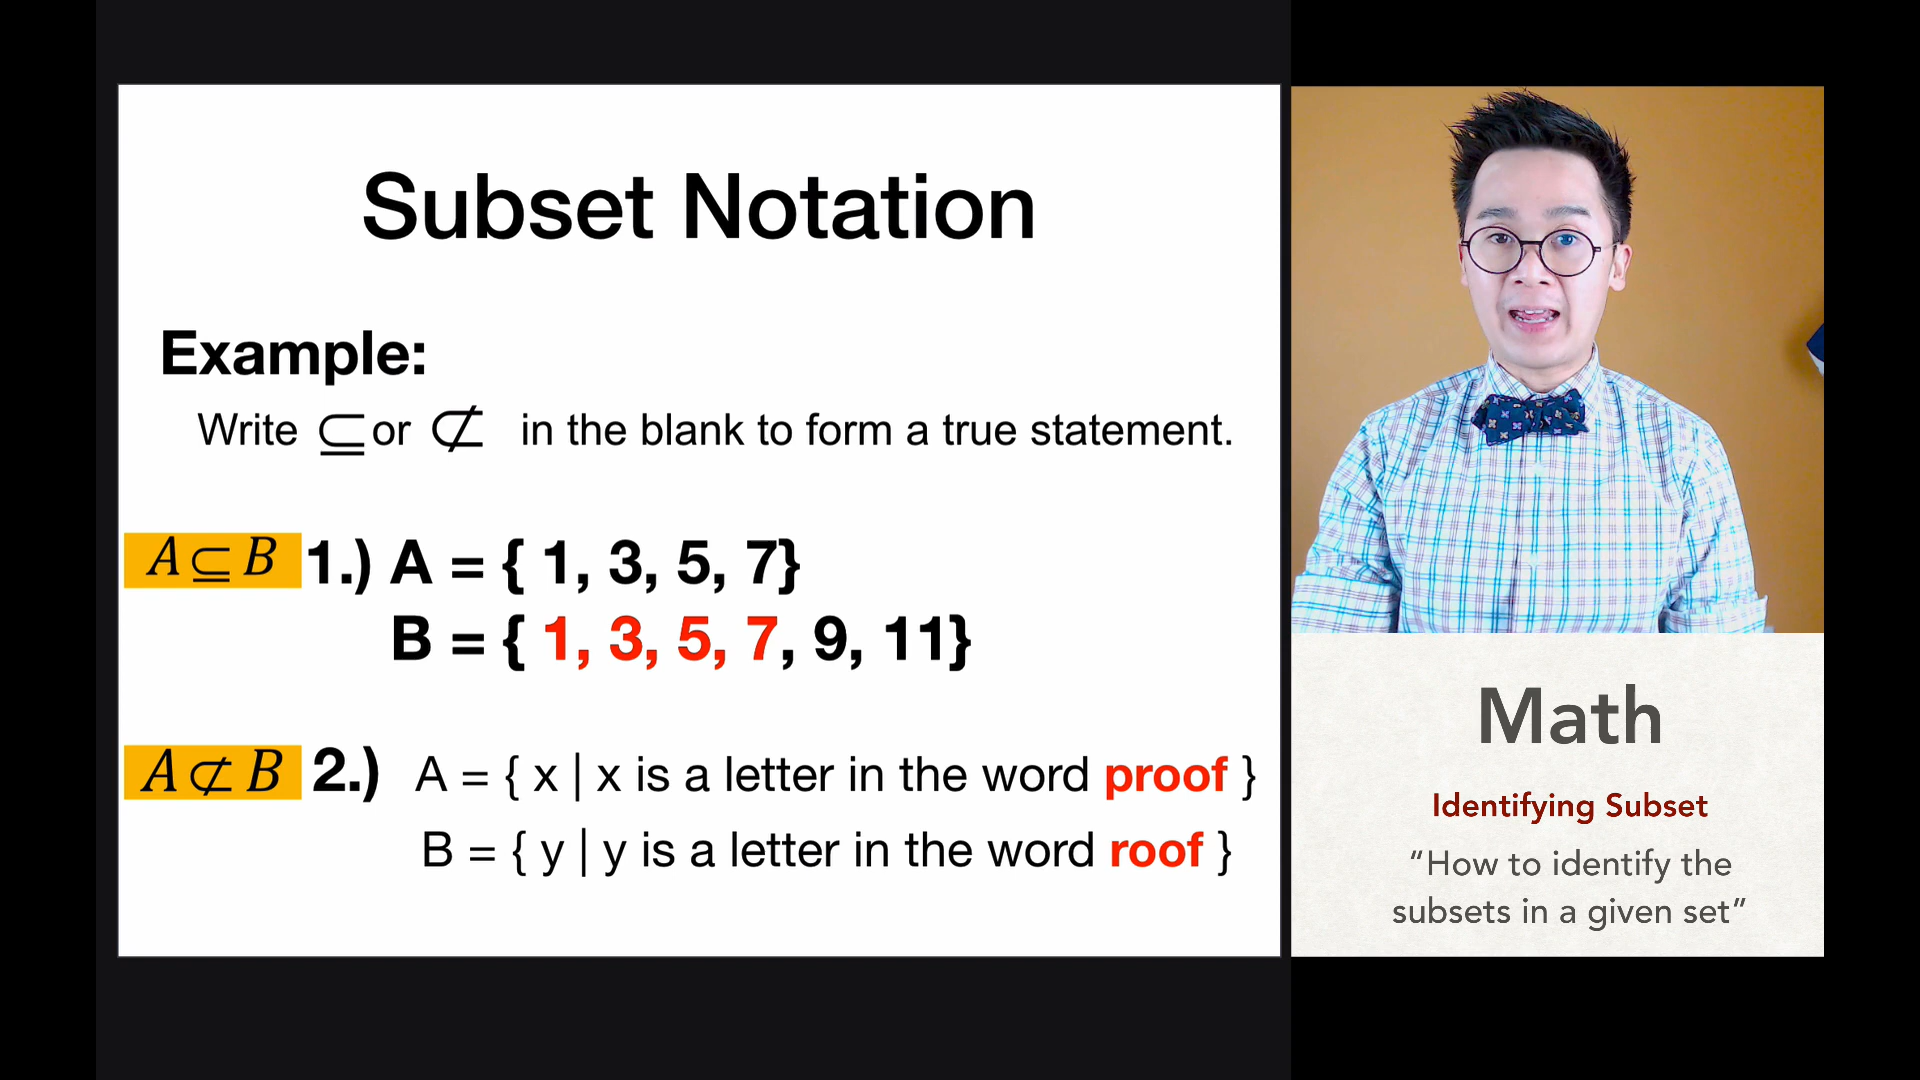 Subset Notation
Example:
Write ⊆ or ⊄ in the blank to form a true statement.
A ⊆ B 1.) A = { 1, 3, 5, 7}
B = { 1, 3, 5, 7, 9, 11}
A ⊄ B 2.) A = { x | x is a letter in the word proof }
B = { y | y is a letter in the word roof }
Math
Identifying Subset
“How to identify the
subsets in a given set”